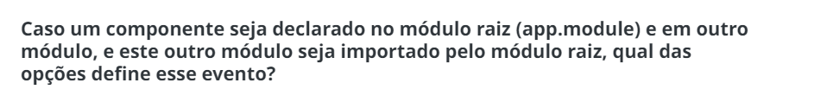 Caso um componente seja declarado no módulo raiz (app.module) e em outro
módulo, e este outro módulo seja importado pelo módulo raiz, qual das
opções define esse evento?